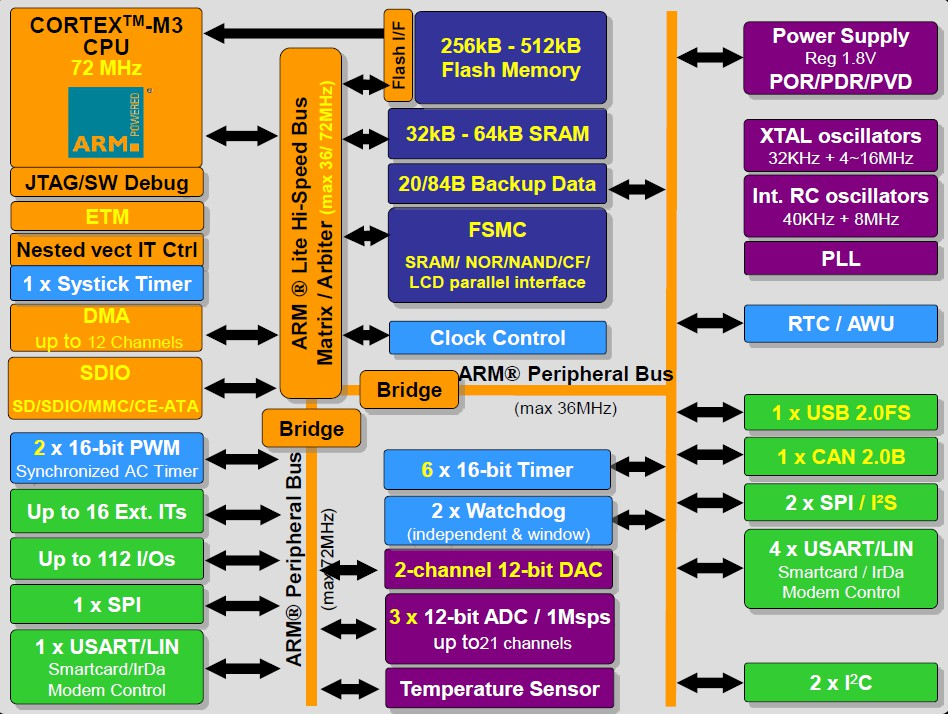 CORTEX™-M3
CPU
72 MHz
ARM
POWERED
JTAG/SW Debug
ETM
Nested vect IT Ctrl
1 x Systick Timer
DMA
up to 12 Channels
SDIO
SD/SDIO/MMC/CE-ATA
2 x 16-bit PWM
Synchronized AC Timer
Up to 16 Ext. ITs
Up to 112 I/Os
1 x SPI
1 x USART/LIN
Smartcard/IrDa
Modem Control
ARM ® Lite Hi-Speed Bus
Matrix / Arbiter (max 36/ 72MHz)
Bridge
Bridge
ARM® Peripheral Bus
(max 72MHz)
Flash I/F
256kB - 512kB
Flash Memory
32kB - 64kB SRAM
20/84B Backup Data
FSMC
SRAM/ NOR/NAND/CF/
LCD parallel interface
Clock Control
ARM® Peripheral Bus
(max 36MHz)
6 x 16-bit Timer
2 x Watchdog
(independent & window)
2-channel 12-bit DAC
3 x 12-bit ADC / 1Msps
up to21 channels
Temperature Sensor
Power Supply
Reg 1.8V
POR/PDR/PVD
XTAL oscillators
32KHz + 4~16MHz
Int. RC oscillators
40KHz + 8MHz
PLL
RTC / AWU
1 x USB 2.0FS
1 x CAN 2.0B
2 x SPI / I²S
4 x USART/LIN
Smartcard / IrDa
Modem Control
2 x I²C